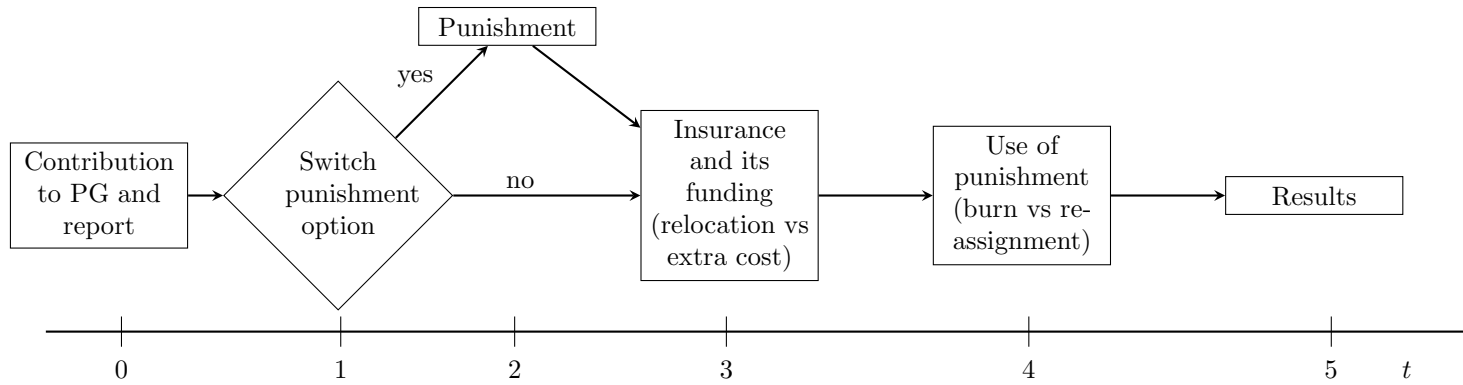 Punishment
yes
Contribution
to PG and
report
Switch
punishment
option
no
Insurance
and its
funding
(relocation vs
extra cost)
Use of
punishment
(burn vs re-
assignment)
Results
0
1
2
3
4
5
t